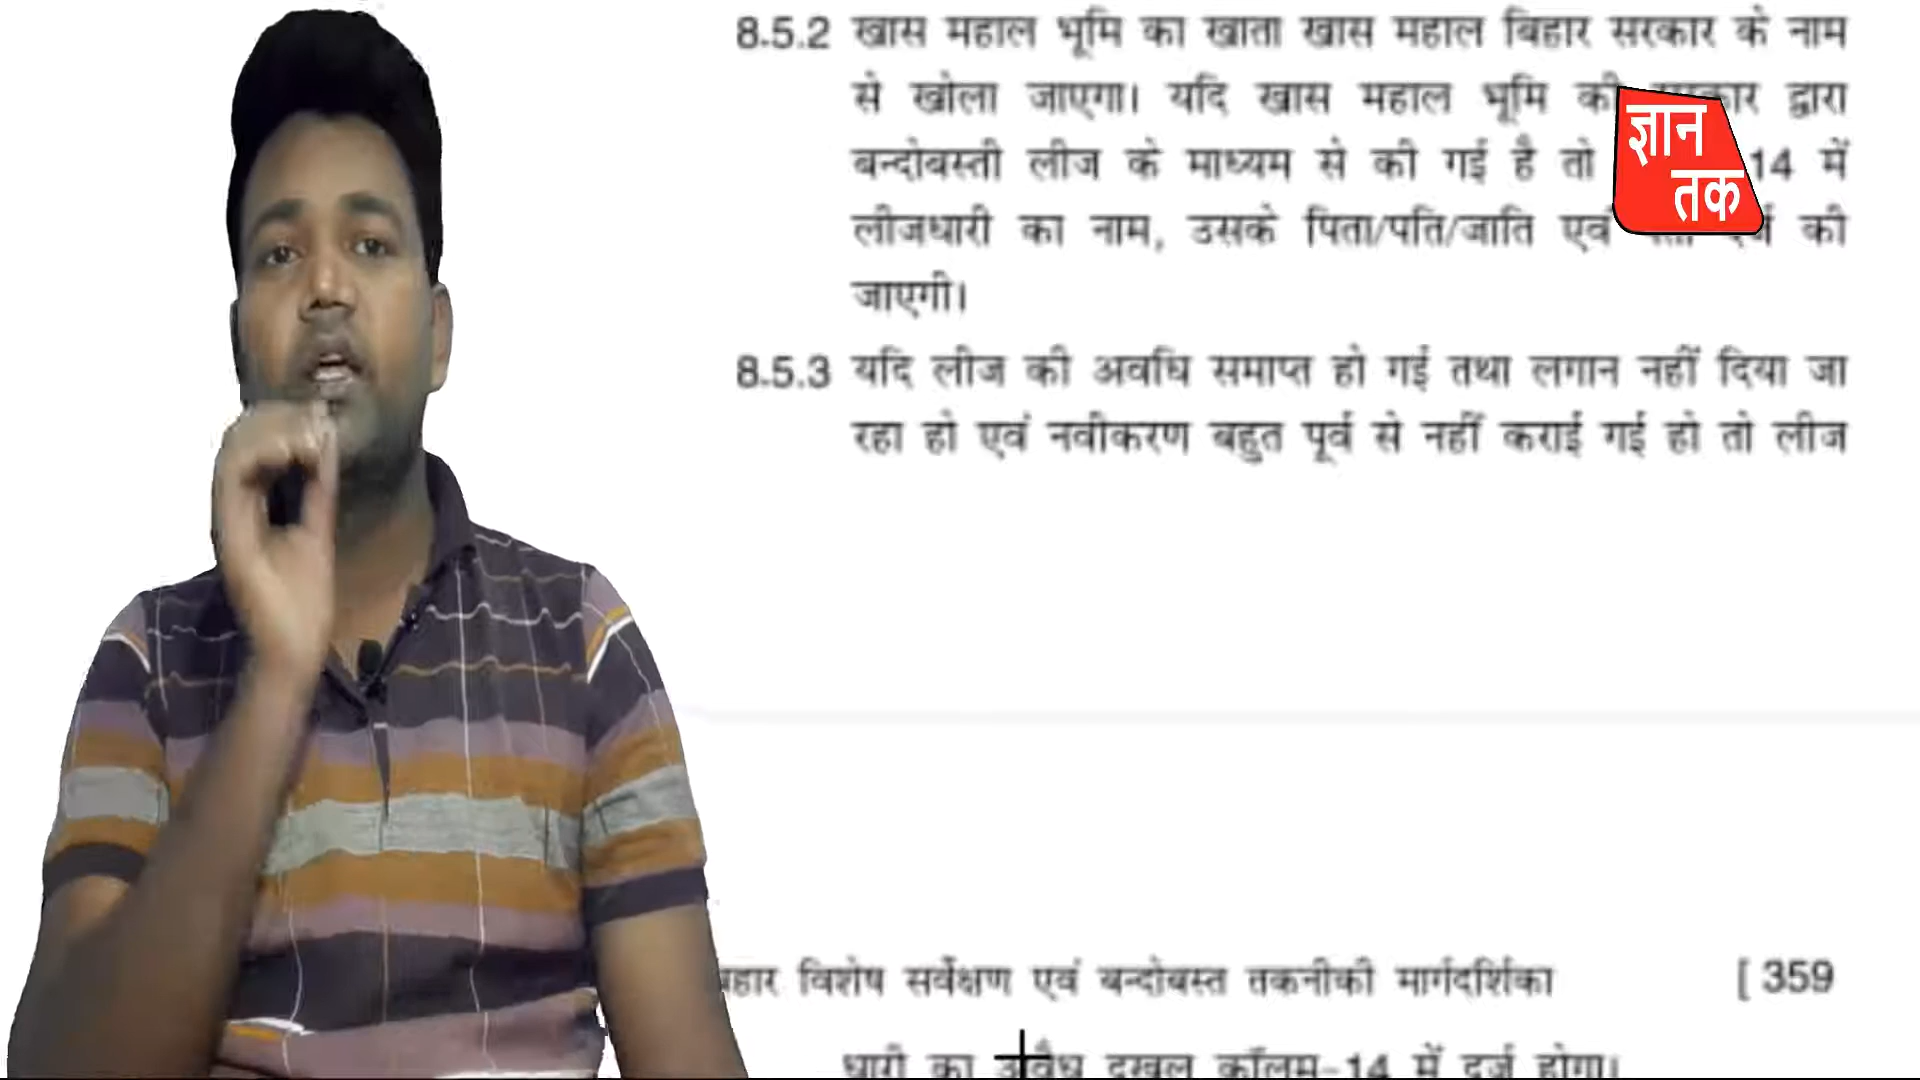 8.5.2 खास महाल भूमि का खाता खास महाल बिहार सरकार के नाम
से खोला जाएगा। यदि खास महाल भूमि की द्वारा
बन्दोबस्ती लीज के माध्यम से की गई है तो 14 में
लीजधारी का नाम, उसके पिता/पति/जाति एवं की
जाएगी।
8.5.3 यदि लीज की अवधि समाप्त हो गई तथा लगान नहीं दिया जा
रहा हो एवं नवीकरण बहुत पूर्व से नहीं कराई गई हो तो लीज
विशेष सर्वेक्षण एवं बन्दोबस्त तकनीकी मार्गदर्शिका [ 359
धारी का अवैध दखल कॉलम-14 में दर्ज होगा।
ज्ञान
तक